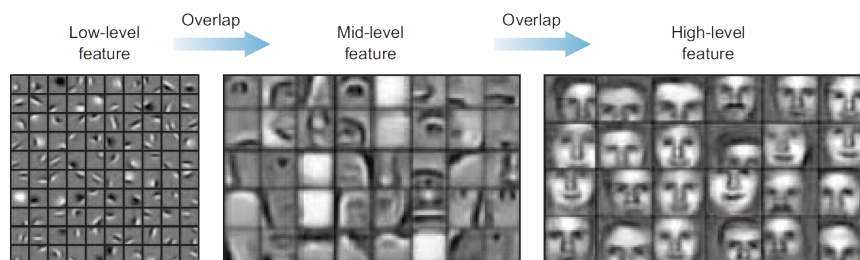 Overlap
Overlap
Low-level
feature
Mid-level
feature
High-level
feature